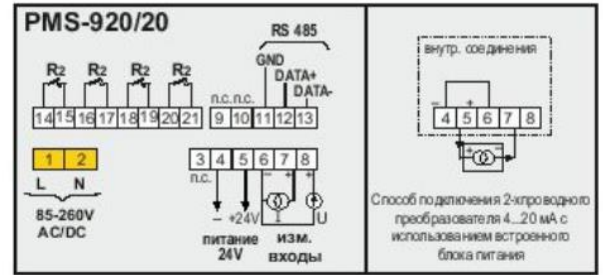 PMS-920/20
RS 485
GND
DATA+
DATA-
R2 R2 R2 R2
n.c. n.c.
14 15 16 17 18 19 20 21 9 10 11 12 13
1 2
L N
85-260V
AC/DC
3 4 5 6 7 8
n.c.
+ +
I U
– +24V
питание
24V
изм.
входы
внутр. соединения
– +
4 5 6 7 8
+ –
Способ подключения 2-хпроводного
преобразователя 4...20 мА с
использованием встроенного
блока питания